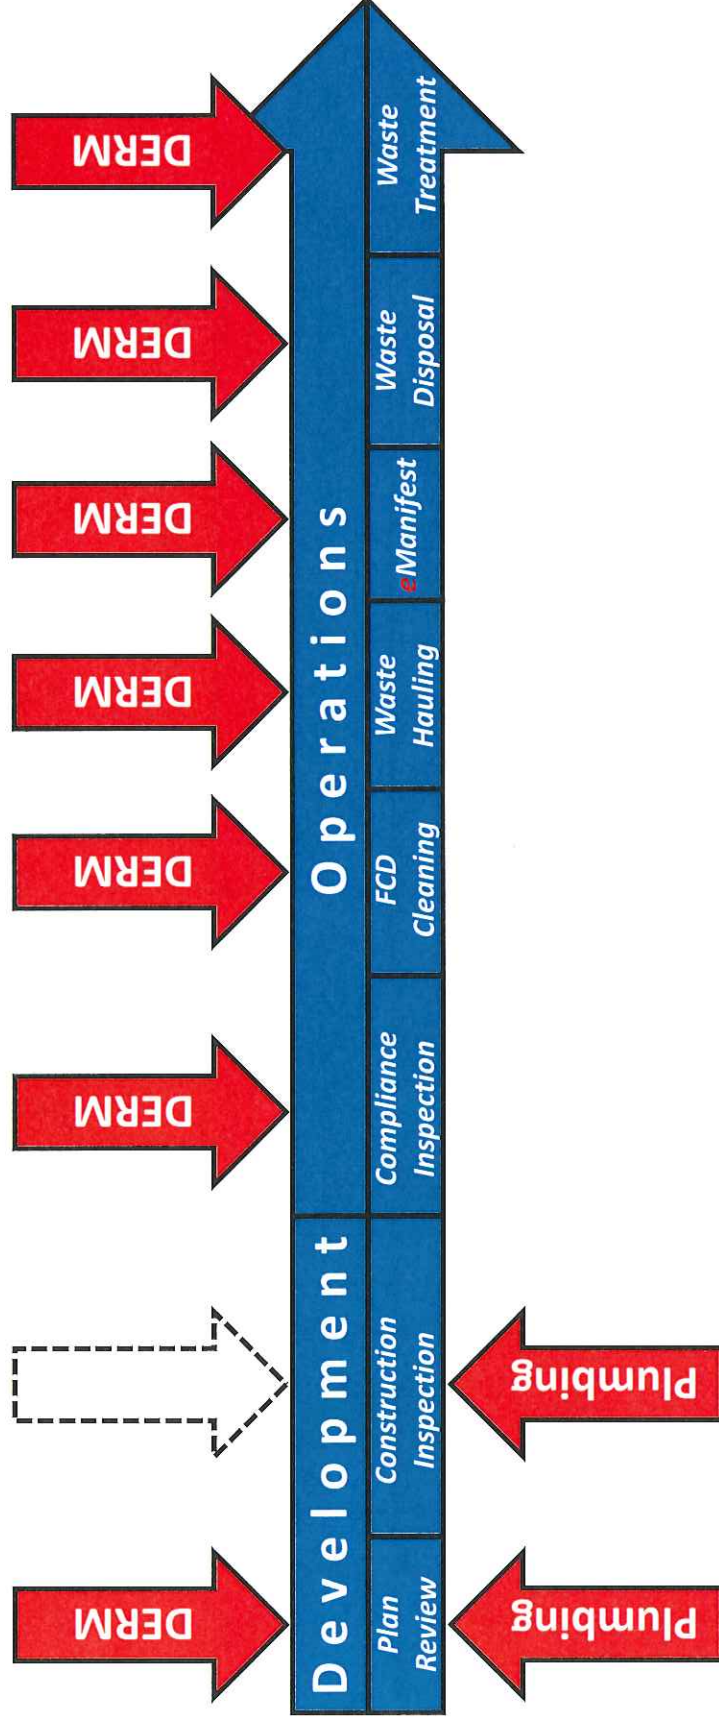 DERM
DERM
DERM
DERM
DERM
DERM
DERM
Development
Operations
Plan
Review
Construction
Inspection
Compliance
Inspection
FCD
Cleaning
Waste
Hauling
eManifest
Waste
Disposal
Waste
Treatment
Plumbing
Plumbing